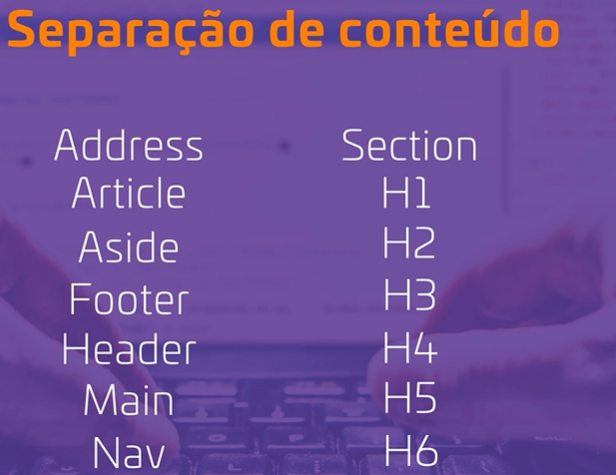 Separação de conteúdo
Address
Article
Aside
Footer
Header
Main
Nav
Section
H1
H2
H3
H4
H5
H6